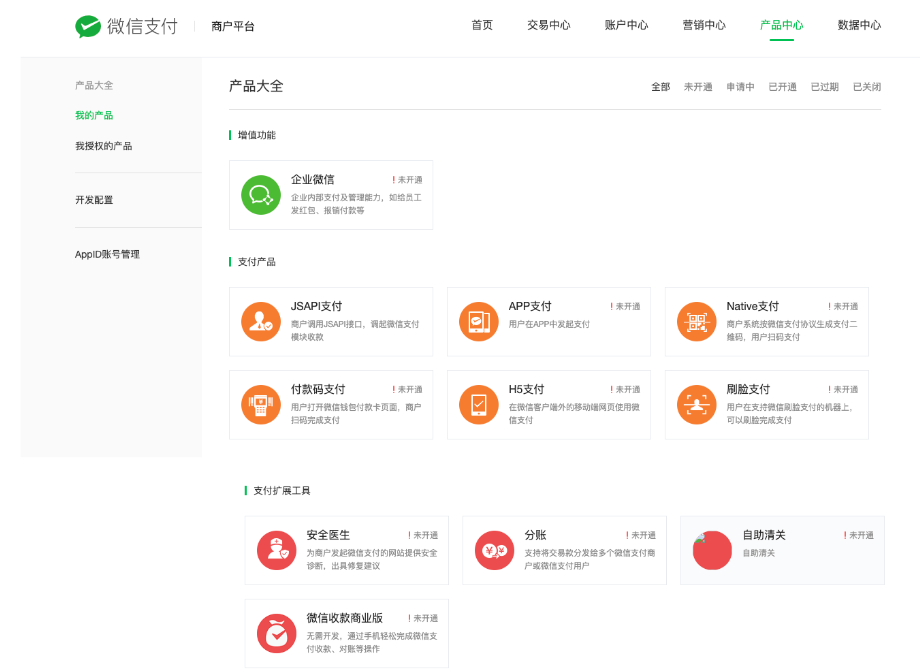 微信支付 商户平台 首页 交易中心 账户中心 营销中心 产品中心 数据中心
产品大全
我的产品
我授权的产品
开发配置
AppID账号管理
产品大全 全部 未开通 申请中 已开通 已过期 已关闭
增值功能
企业微信 !未开通
企业内部支付及管理能力，如给员工
发红包、报销付款等
支付产品
JSAPI支付
商户调用JSAPI接口，调起微信支付
模块收款
APP支付 !未开通
用户在APP中发起支付
Native支付 !未开通
商户系统按微信支付协议生成支付二
维码，用户扫码支付
付款码支付 !未开通
用户打开微信钱包付款卡页面，商户
扫码完成支付
H5支付 !未开通
在微信客户端外的移动端网页使用微
信支付
刷脸支付 !未开通
用户在支持微信刷脸支付的机器上，
可以刷脸完成支付
支付扩展工具
安全医生 !未开通
为商户发起微信支付的网站提供安全
诊断，出具修复建议
分账 !未开通
支持将交易款分发给多个微信支付商
户或微信支付用户
自助清关 !未开通
自助清关
微信收款商业版 !未开通
无需开发，通过手机轻松完成微信支
付收款、对账等操作